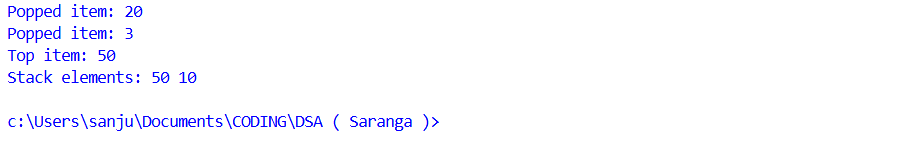 Popped item: 20
Popped item: 3
Top item: 50
Stack elements: 50 10
c:\Users\sanju\Documents\CODING\DSA ( Saranga )>